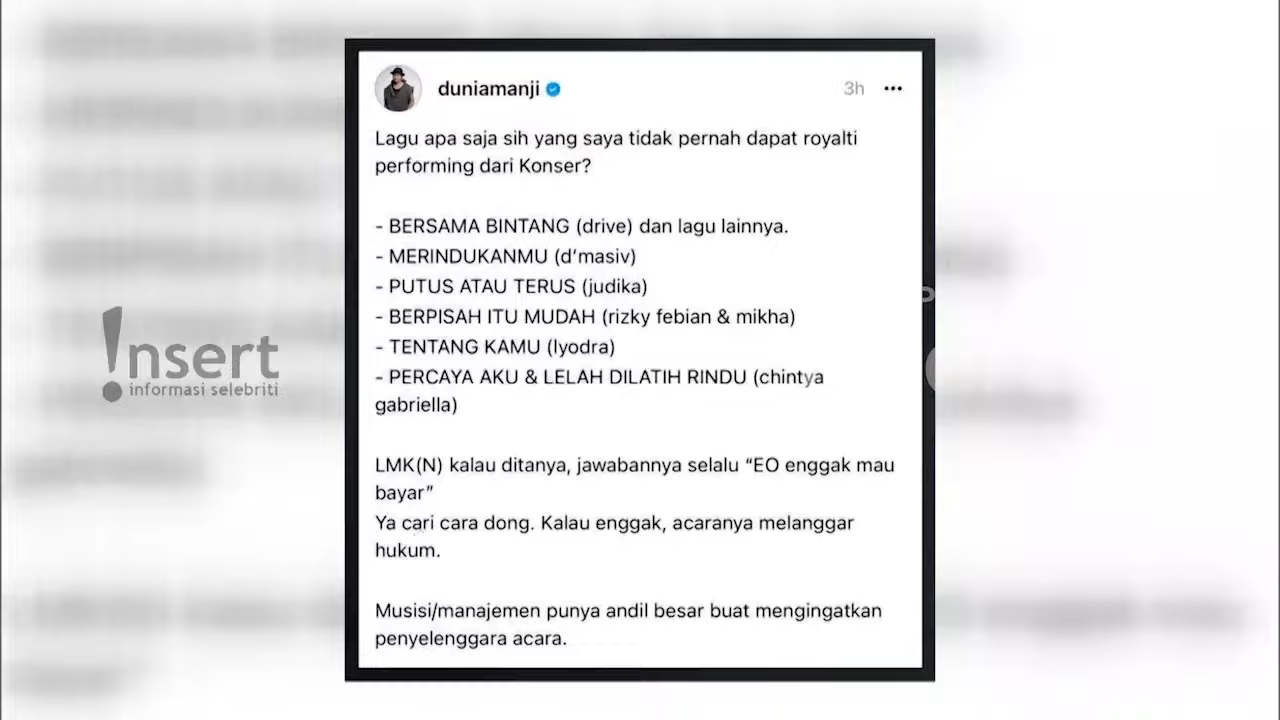 duniamanji
3h
Lagu apa saja sih yang saya tidak pernah dapat royalti
performing dari Konser?
- BERSAMA BINTANG (drive) dan lagu lainnya.
- MERINDUKANMU (d'masiv)
- PUTUS ATAU TERUS (judika)
- BERPISAH ITU MUDAH (rizky febian & mikha)
- TENTANG KAMU (lyodra)
- PERCAYA AKU & LELAH DILATIH RINDU (chintya
gabriella)
LMK(N) kalau ditanya, jawabannya selalu “EO enggak mau
bayar”
Ya cari cara dong. Kalau enggak, acaranya melanggar
hukum.
Musisi/manajemen punya andil besar buat mengingatkan
penyelenggara acara.
!nsert
informasi selebriti